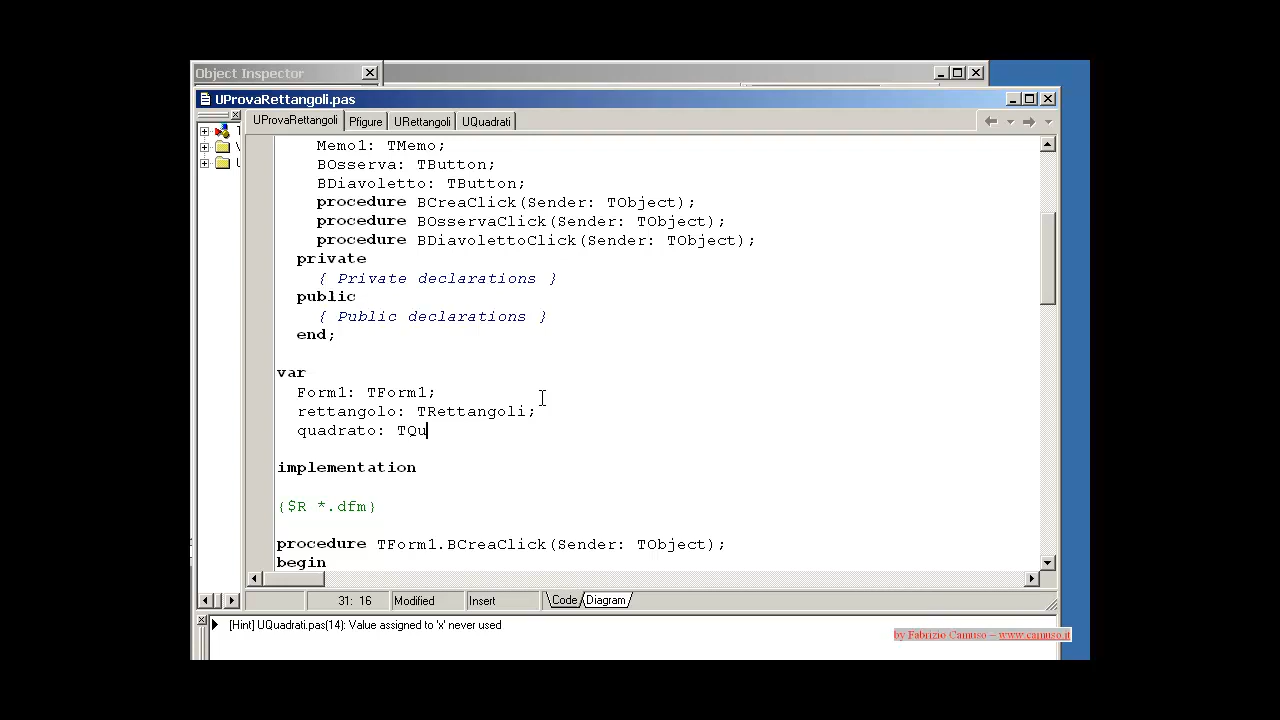 Object Inspector
UProvaRettangoli.pas
UProvaRettangoli Pfigure URettangoli UQuadrati
Memo1: TMemo;
BOsserva: TButton;
BDiavoletto: TButton;
procedure BCreaClick(Sender: TObject);
procedure BOsservaClick(Sender: TObject);
procedure BDiavolettoClick(Sender: TObject);
private
{ Private declarations }
public
{ Public declarations }
end;
var
Form1: TForm1;
rettangolo: TRettangoli;
quadrato: TQu
implementation
{$R *.dfm}
procedure TForm1.BCreaClick(Sender: TObject);
begin
31: 16 Modified Insert Code Diagram
[Hint] UQuadrati.pas(14): Value assigned to 'x' never used
by Fabrizio Camuso – www.camuso.it